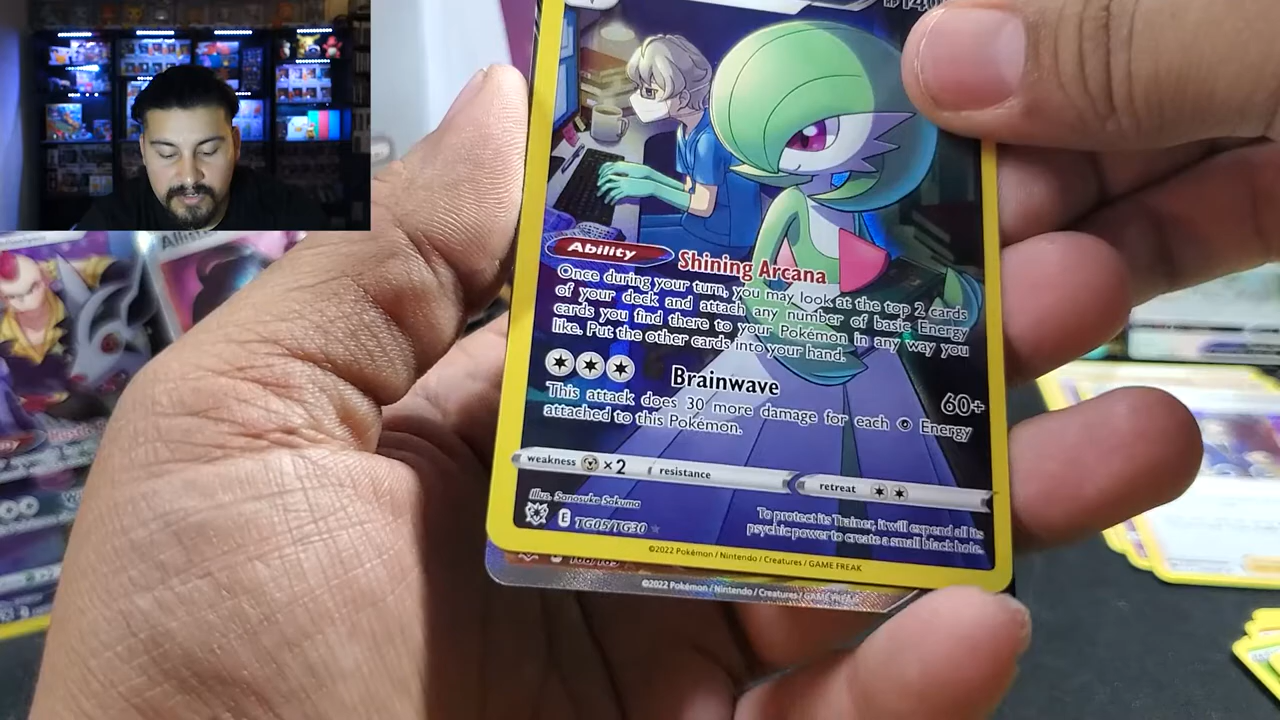 HP 140
Allist
Ability Shining Arcana
Once during your turn, you may look at the top 2 cards
of your deck and attach any number of basic Energy
cards you find there to your Pokémon in any way you
like. Put the other cards into your hand.
Brainwave 60+
This attack does 30 more damage for each Energy
attached to this Pokémon.
weakness ×2 resistance retreat
Illus. Sanosuke Sakuma
E TG05/TG30
To protect its Trainer, it will expend all its
psychic power to create a small black hole.
©2022 Pokémon / Nintendo / Creatures / GAME FREAK
©2022 Pokémon / Nintendo / Creatures / GAME FREAK